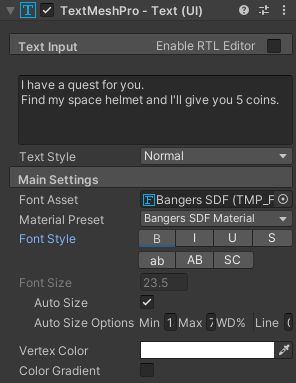 TextMeshPro - Text (UI)
Text Input Enable RTL Editor
I have a quest for you.
Find my space helmet and I'll give you 5 coins.
Text Style Normal
Main Settings
Font Asset Bangers SDF (TMP_F
Material Preset Bangers SDF Material
Font Style B I U S
ab AB SC
Font Size 23.5
Auto Size
Auto Size Options Min 1 Max 7 WD% Line
Vertex Color
Color Gradient